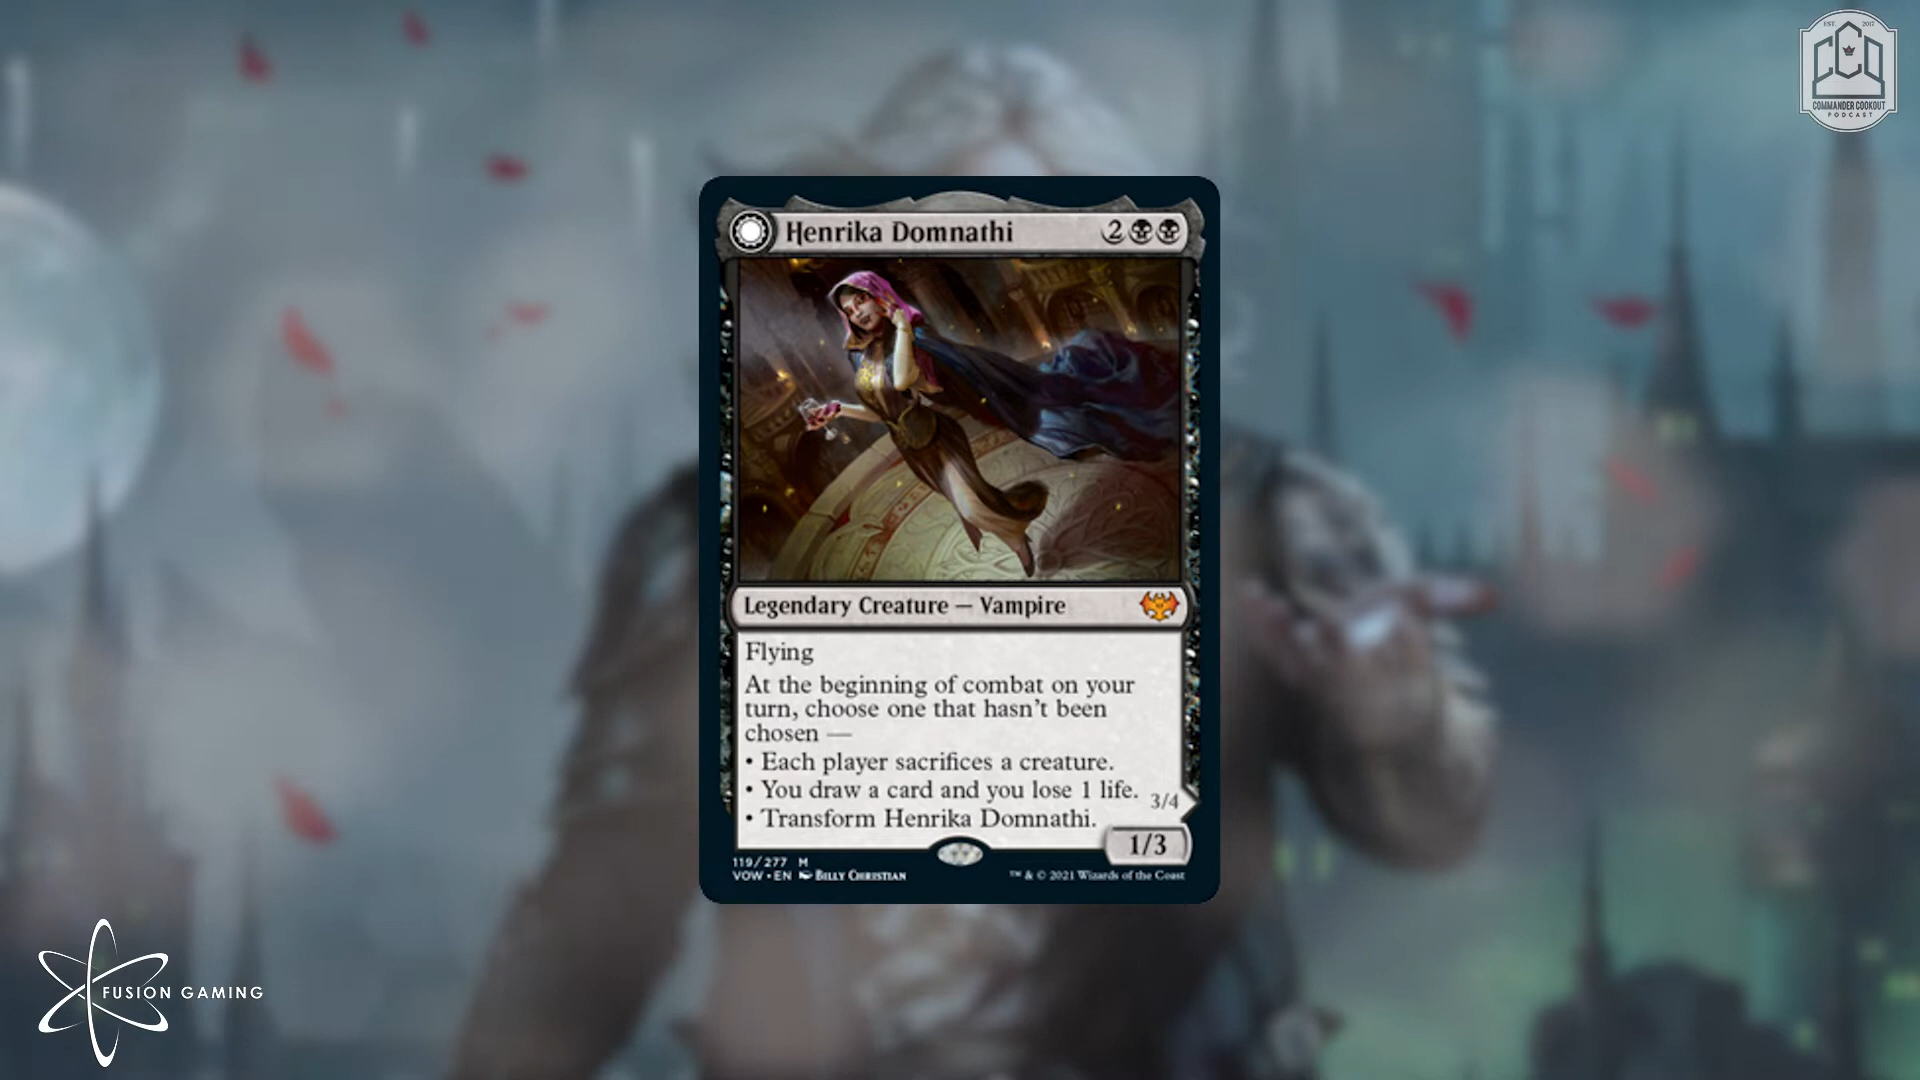 EST. 2017
CCO
COMMANDER COOKOUT
PODCAST
Henrika Domnathi 2
Legendary Creature — Vampire
Flying
At the beginning of combat on your
turn, choose one that hasn't been
chosen —
• Each player sacrifices a creature.
• You draw a card and you lose 1 life.
3/4
• Transform Henrika Domnathi.
1/3
119/277 M
VOW • EN BILLY CHRISTIAN
™ & © 2021 Wizards of the Coast
FUSION GAMING